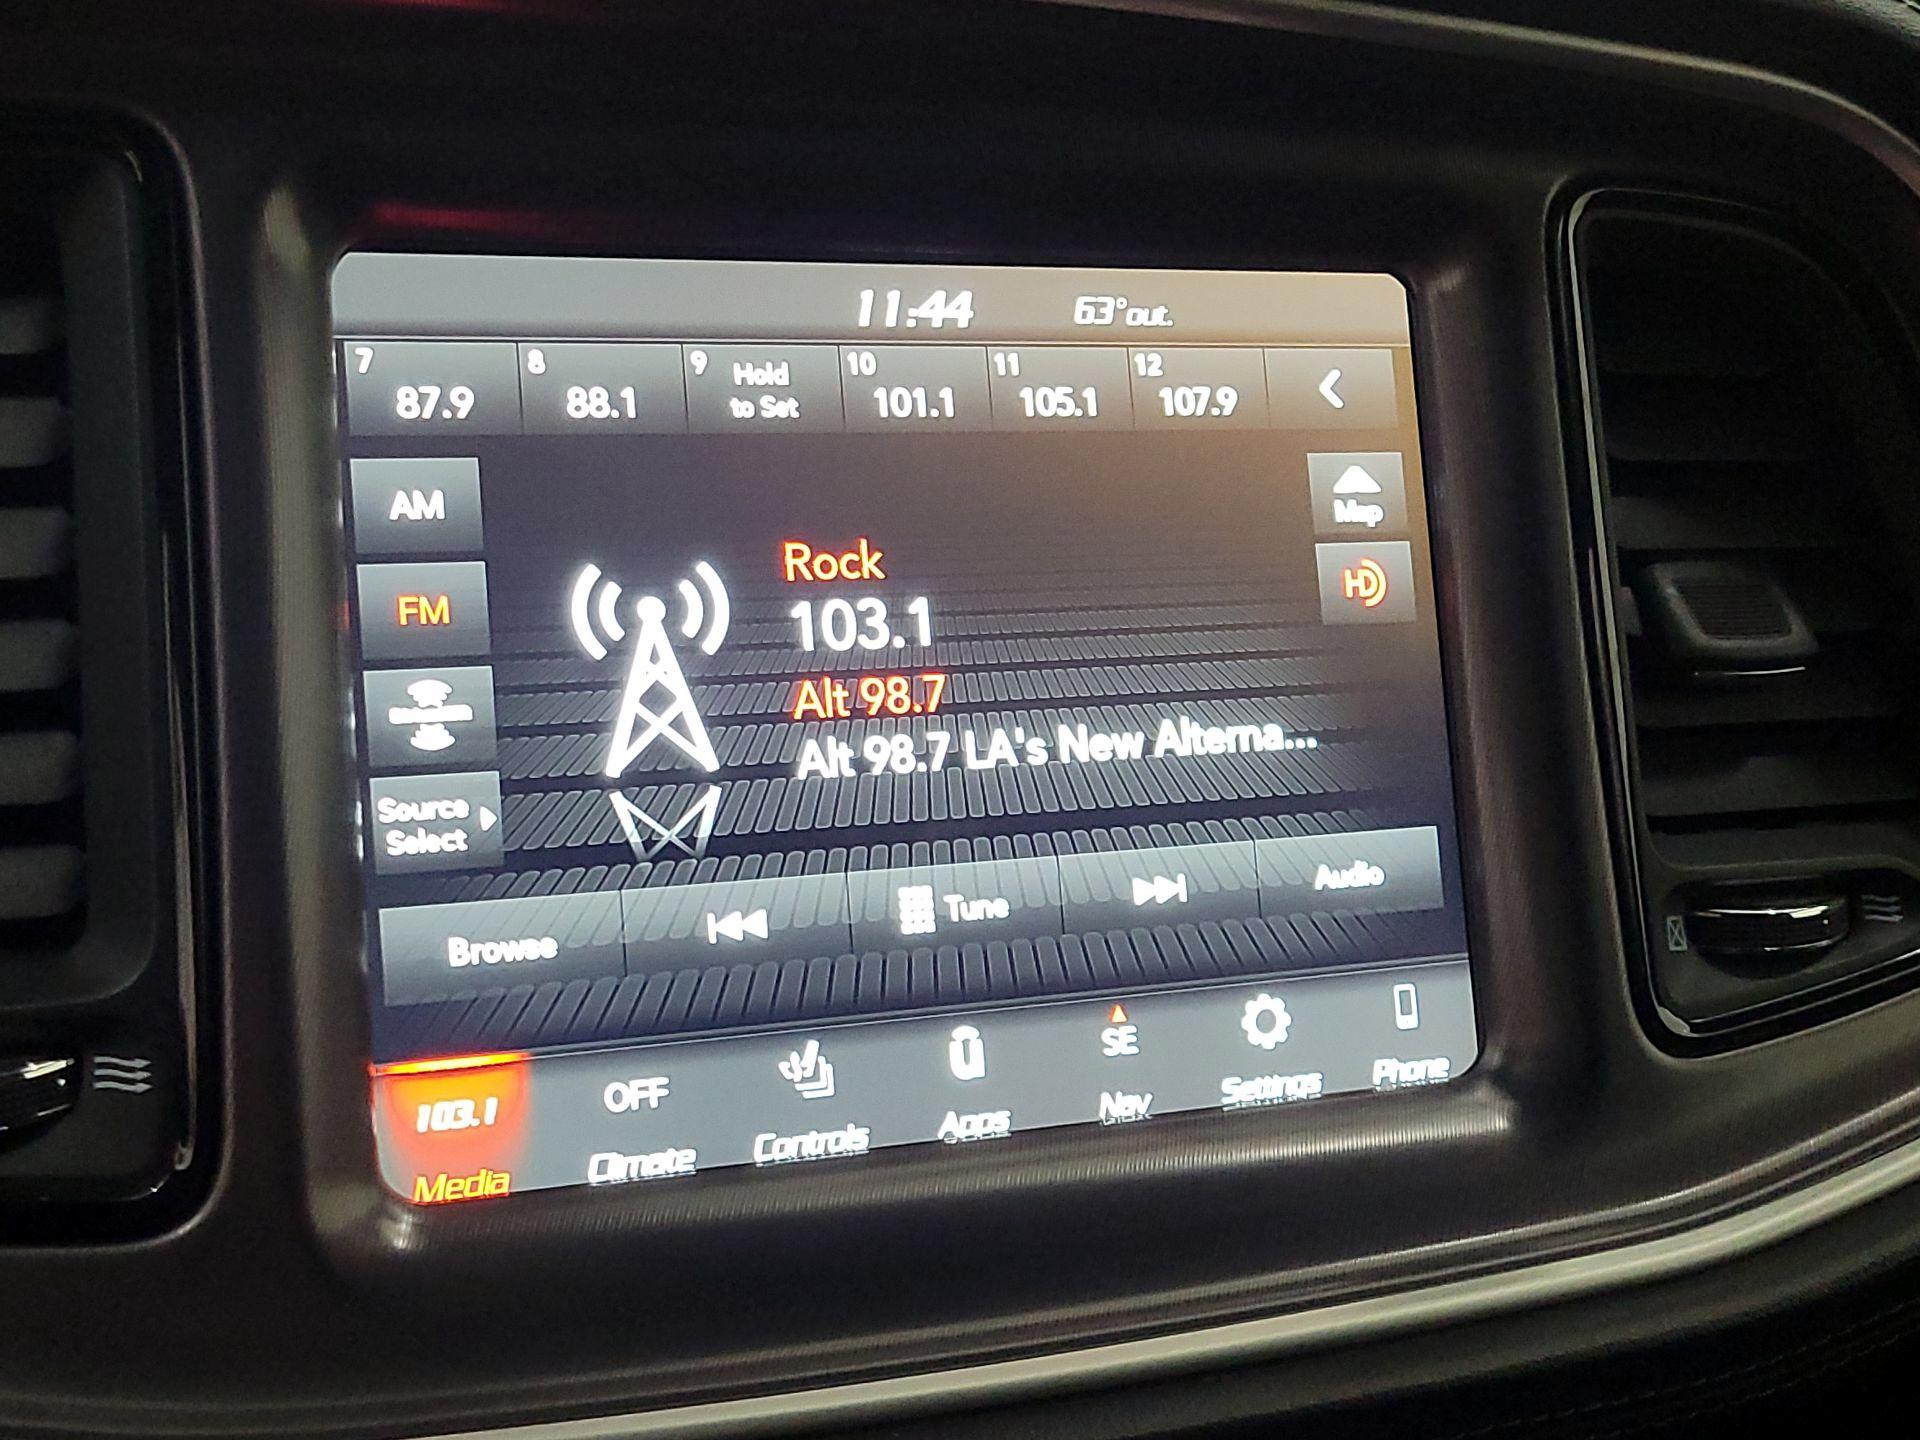 11:44 63° out.
7 87.9
8 88.1
9 Hold to Set
10 101.1
11 105.1
12 107.9
AM
Map
FM
HD
Rock
103.1
Alt 98.7
Alt 98.7 LA's New Alterna...
Source
Select
Browse
Tune
Audio
103.1
Media
OFF
Climate
Controls
Apps
SE
Nav
Settings
Phone